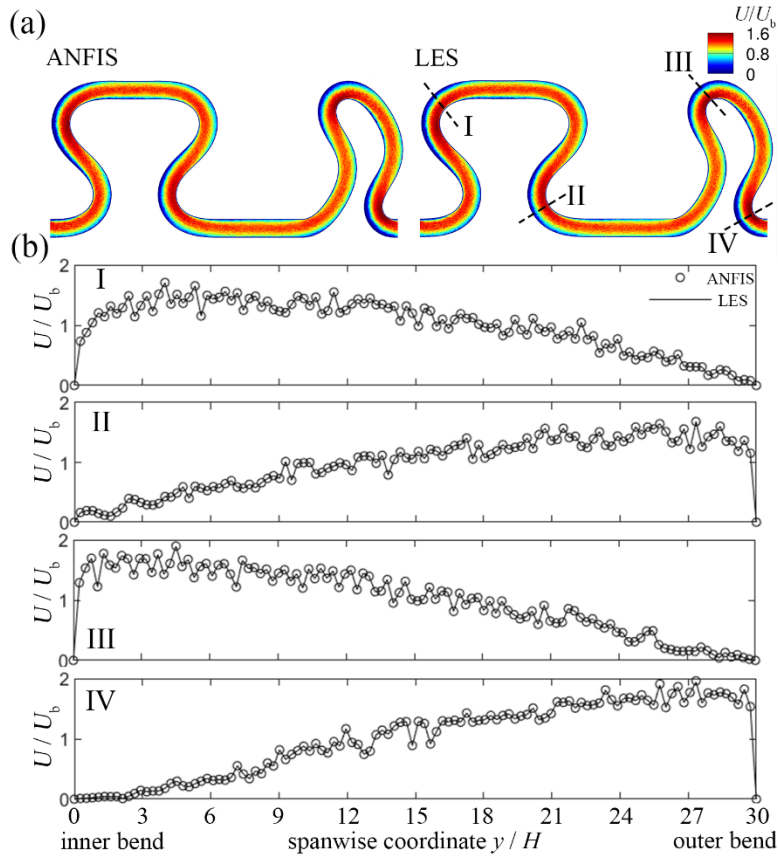 (a)
U/U_b
ANFIS
LES
1.6
0.8
0
I
II
III
IV
(b)
2
1
0
U / U_b
I
ANFIS
LES
2
1
0
U / U_b
II
2
1
0
U / U_b
III
2
1
0
U / U_b
IV
0 3 6 9 12 15 18 21 24 27 30
inner bend spanwise coordinate y / H outer bend